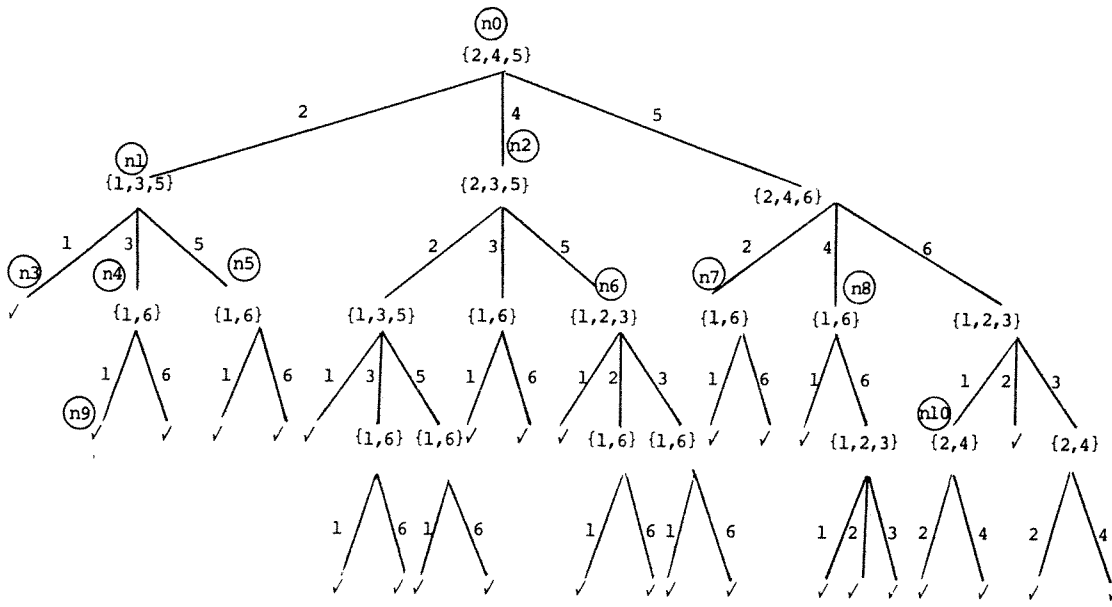 n0
{2,4,5}
2 4 5
n1 n2
{1,3,5} {2,3,5} {2,4,6}
1 3 5 2 3 5 2 4 6
n3 n4 n5 n6 n7 n8
✓ {1,6} {1,6} {1,3,5} {1,6} {1,2,3} {1,6} {1,6} {1,2,3}
1 6 1 6 1 3 5 1 6 1 2 3 1 6 1 6 1 2 3
n9 n10
✓ ✓ ✓ ✓ ✓ {1,6} {1,6} ✓ ✓ ✓ {1,6} {1,6} ✓ ✓ ✓ {1,2,3} {2,4} ✓ {2,4}
1 6 1 6 1 6 1 6 1 2 3 2 4 2 4
✓ ✓ ✓ ✓ ✓ ✓ ✓ ✓ ✓ ✓ ✓ ✓ ✓ ✓ ✓